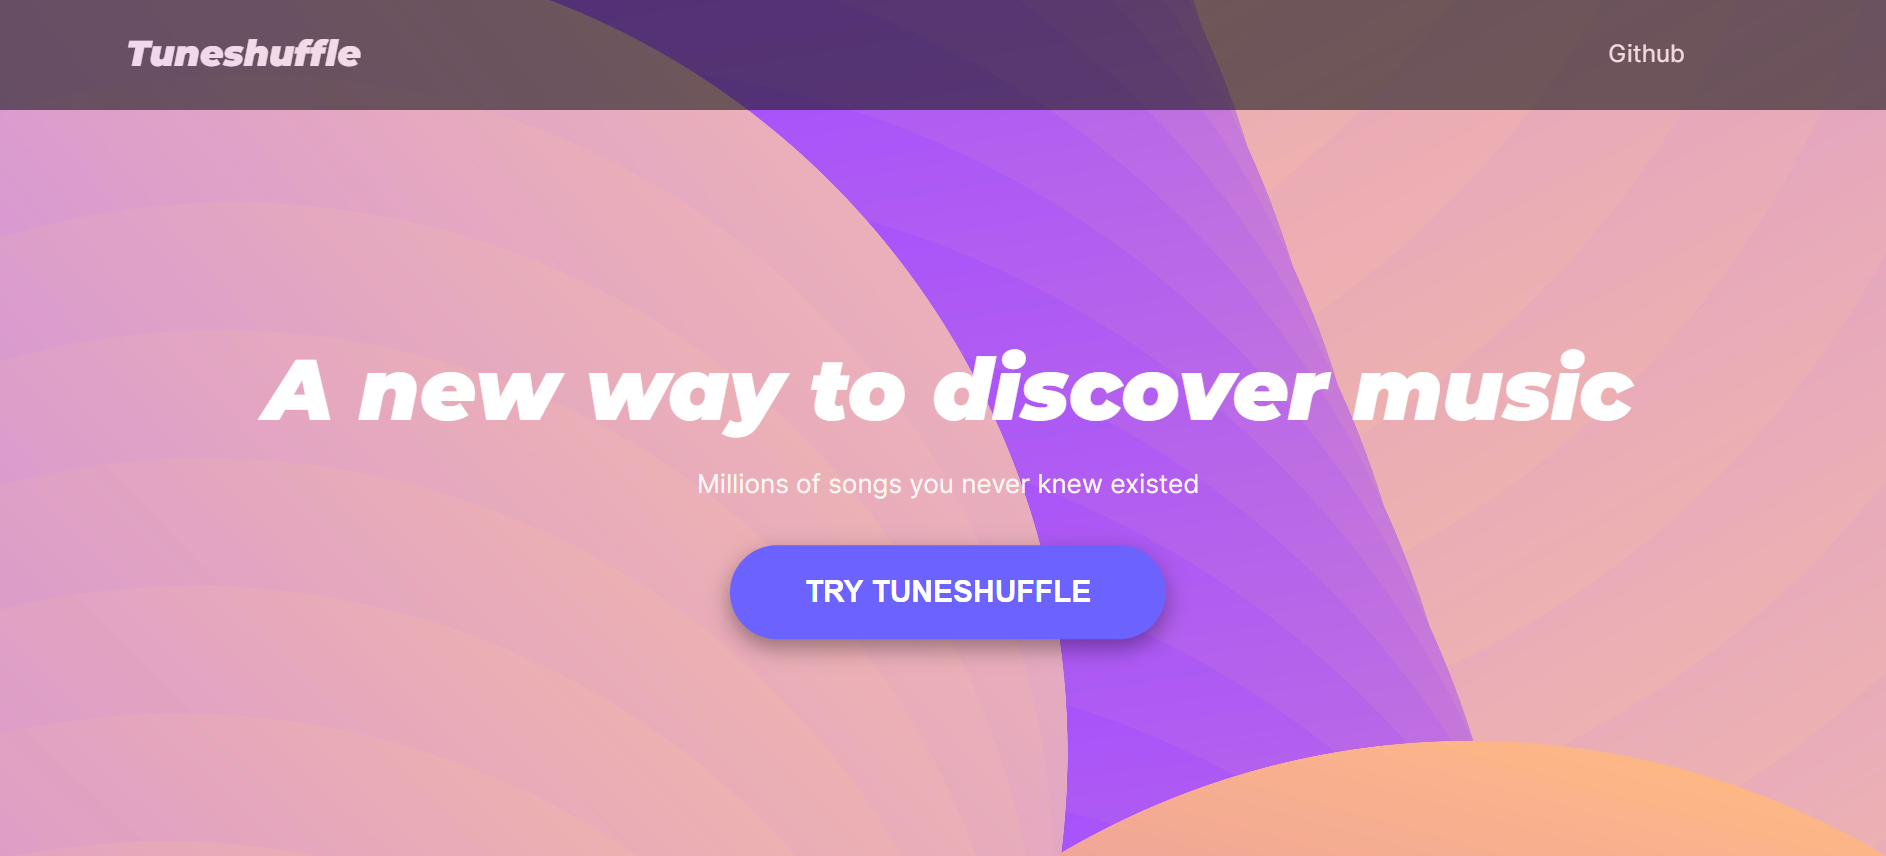 Tuneshuffle
Github
A new way to discover music
Millions of songs you never knew existed
TRY TUNESHUFFLE